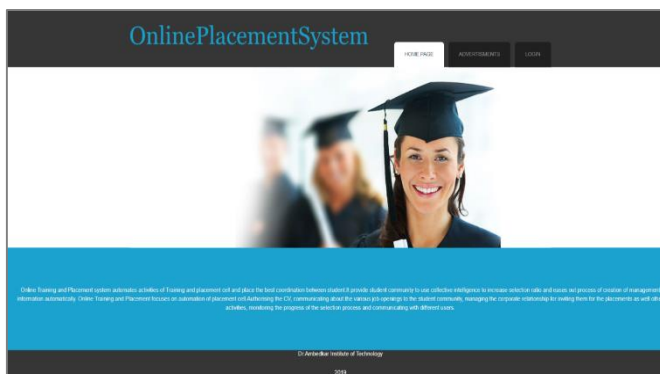 OnlinePlacementSystem
HOME PAGE
ADVERTISMENTS
LOGIN
Online Training and Placement system automates activities of Training and placement cell and place the best coordination between student.It provide student community to use collective intelligence to increase selection ratio and eases out process of creation of management
information automatically. Online Training and Placement focuses on automation of placement cell.Authorising the CV, communicating about the various job openings to the student community, managing the corporate relationship for inviting them for the placements as well
activities, monitoring the progress of the selection process and communicating with different users.
Dr Ambedkar Institute of Technology